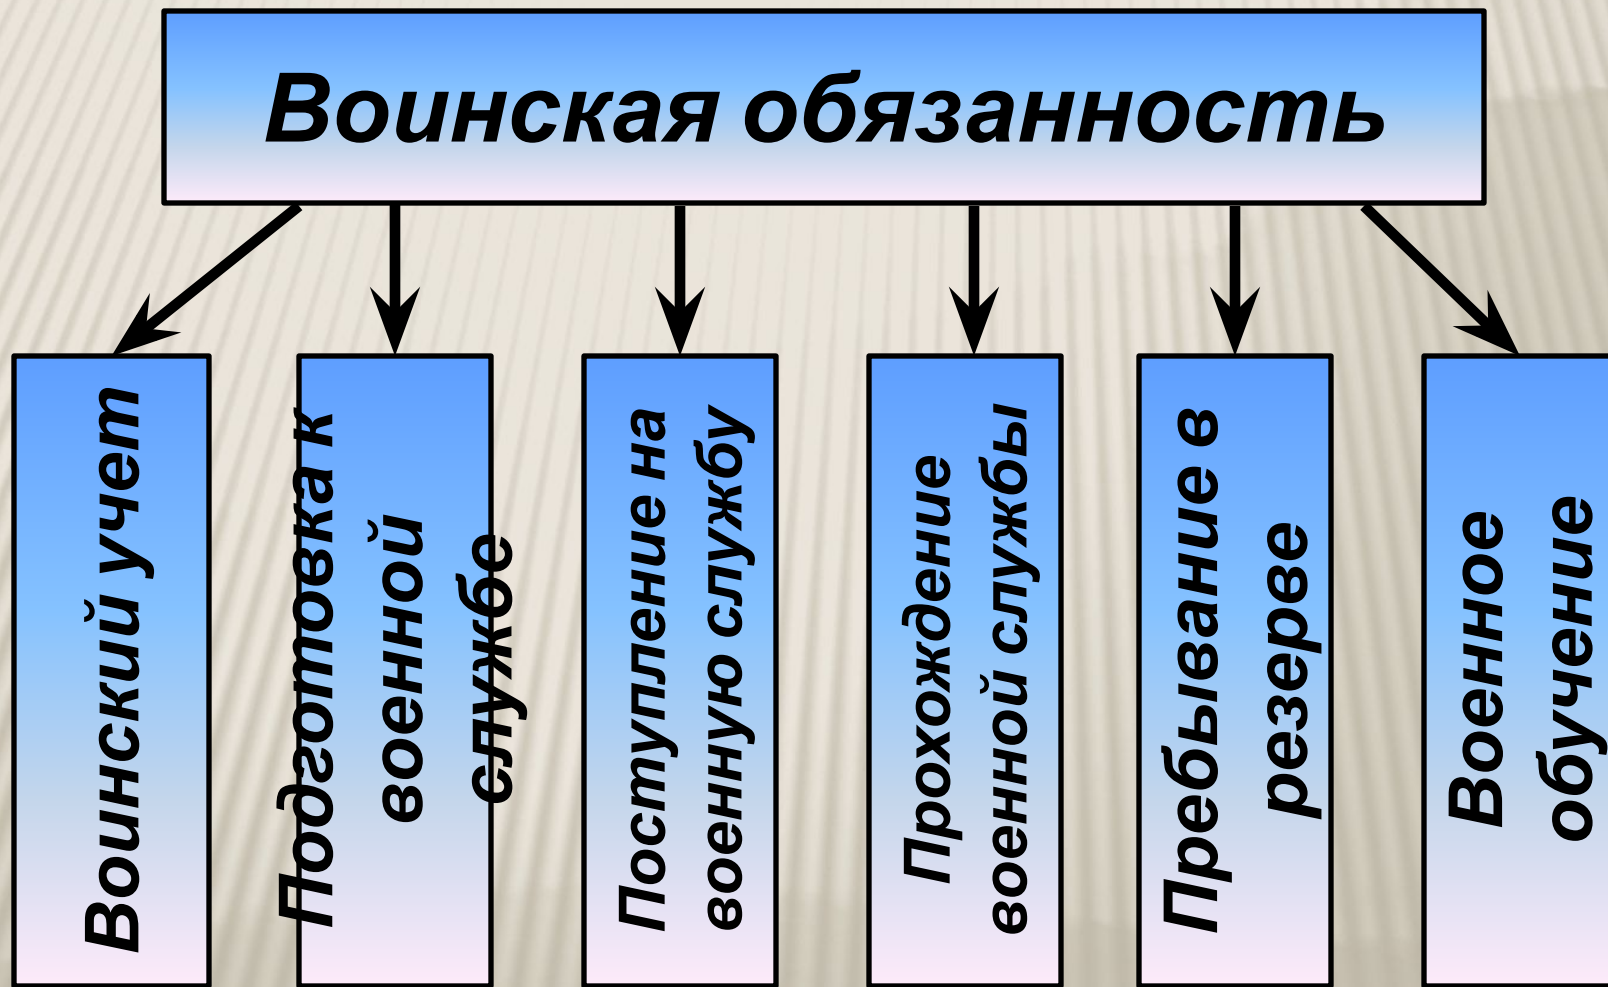 Воинская обязанность
Воинский учет
Подготовка к
военной
службе
Поступление на
военную службу
Прохождение
военной службы
Пребывание в
резерве
Военное
обучение